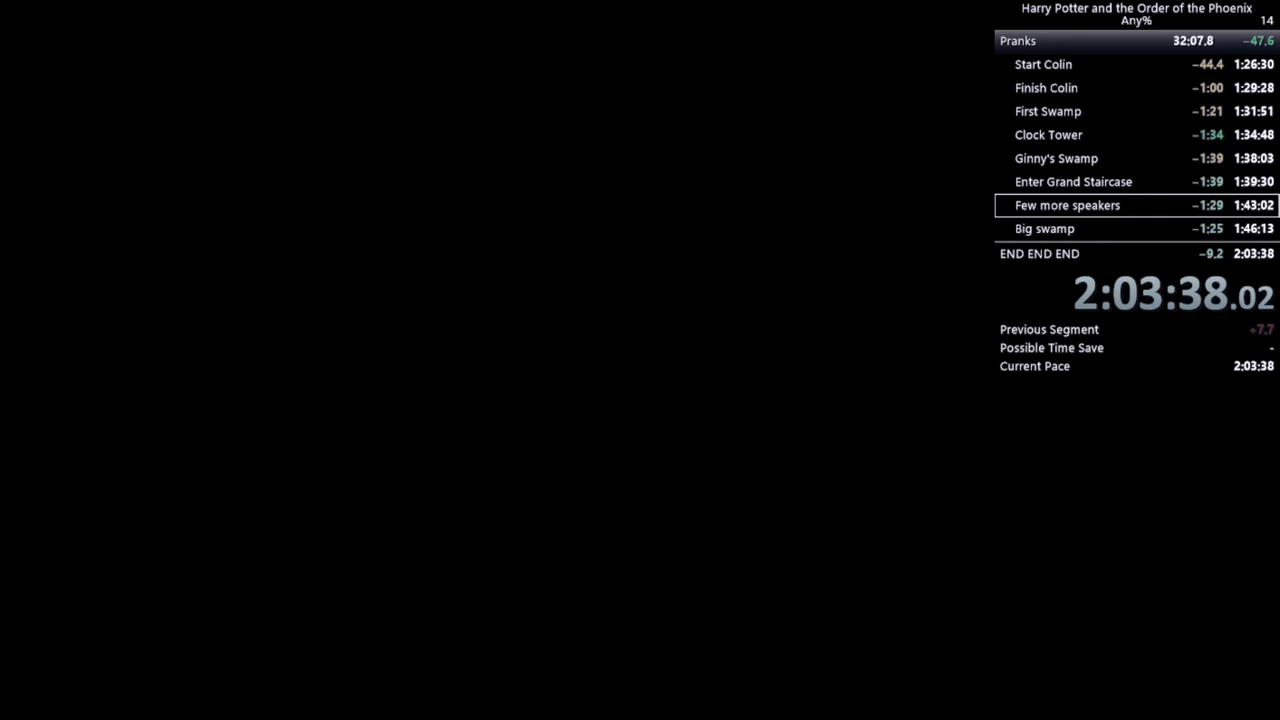 Harry Potter and the Order of the Phoenix
Any% 14
Pranks 32:07.8 −47.6
Start Colin −44.4 1:26:30
Finish Colin −1:00 1:29:28
First Swamp −1:21 1:31:51
Clock Tower −1:34 1:34:48
Ginny's Swamp −1:39 1:38:03
Enter Grand Staircase −1:39 1:39:30
Few more speakers −1:29 1:43:02
Big swamp −1:25 1:46:13
END END END −9.2 2:03:38
2:03:38.02
Previous Segment +7.7
Possible Time Save -
Current Pace 2:03:38